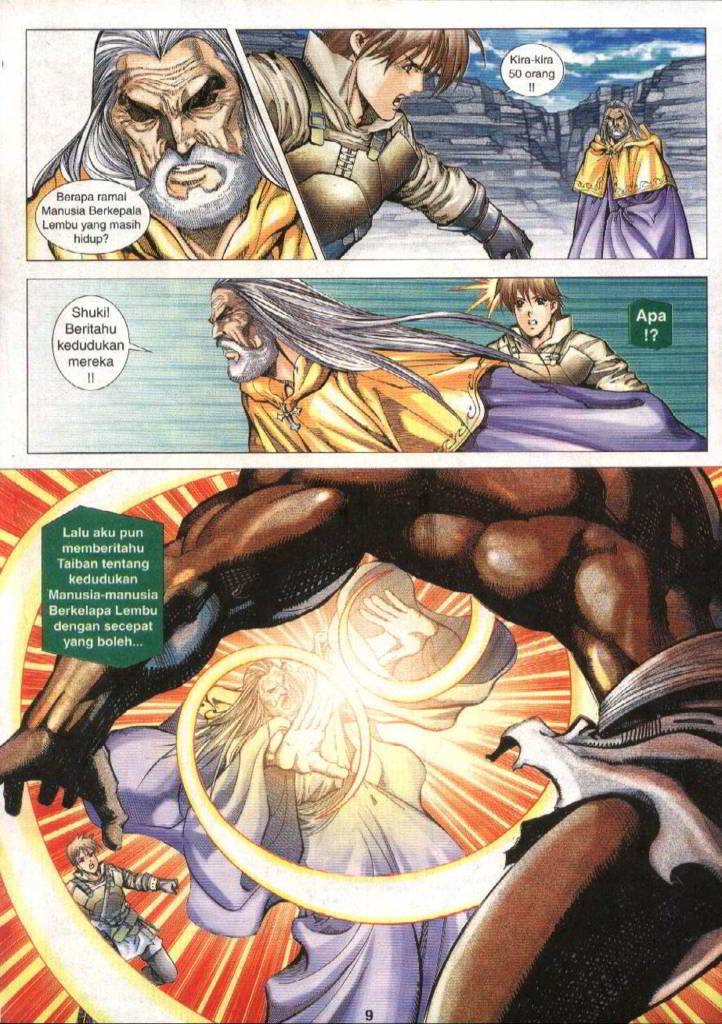 Berapa ramai
Manusia Berkepala
Lembu yang masih
hidup?
Kira-kira
50 orang
!!
Shuki!
Beritahu
kedudukan
mereka
!!
Apa
!?
Lalu aku pun
memberitahu
Taiban tentang
kedudukan
Manusia-manusia
Berkelapa Lembu
dengan secepat
yang boleh...
9